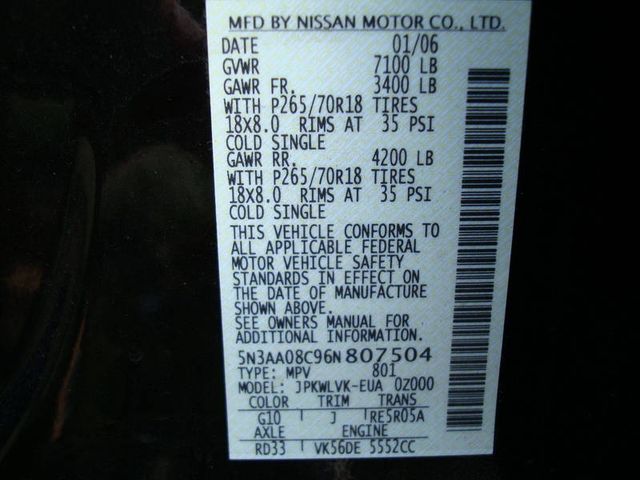 MFD BY NISSAN MOTOR CO., LTD.
DATE 01/06
GVWR 7100 LB
GAWR FR. 3400 LB
WITH P265/70R18 TIRES
18X8.0 RIMS AT 35 PSI
COLD SINGLE
GAWR RR. 4200 LB
WITH P265/70R18 TIRES
18X8.0 RIMS AT 35 PSI
COLD SINGLE
THIS VEHICLE CONFORMS TO
ALL APPLICABLE FEDERAL
MOTOR VEHICLE SAFETY
STANDARDS IN EFFECT ON
THE DATE OF MANUFACTURE
SHOWN ABOVE.
SEE OWNERS MANUAL FOR
ADDITIONAL INFORMATION
5N3AA08C96N807504
TYPE: MPV 801
MODEL: JPKWLVK-EUA 0Z000
COLOR TRIM TRANS
G10 J RE5R05A
AXLE ENGINE
RD33 VK56DE 5552CC